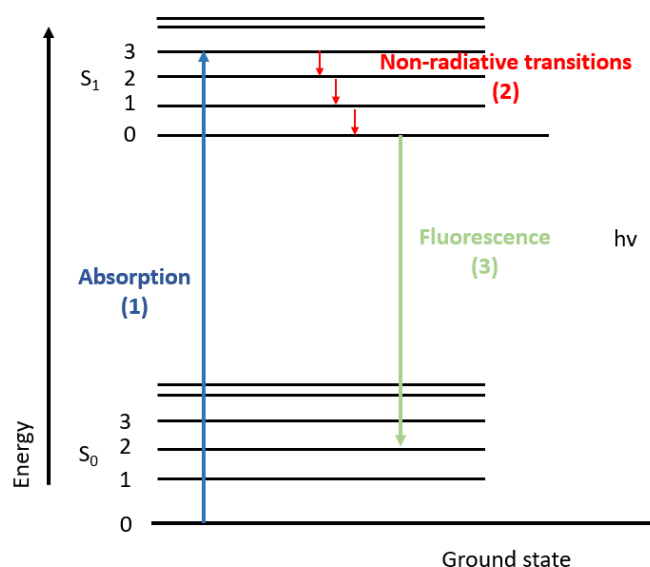 3
Non-radiative transitions
S₁
2
(2)
1
0
Fluorescence
hv
(3)
Absorption
(1)
Energy
3
S₀
2
1
0
Ground state